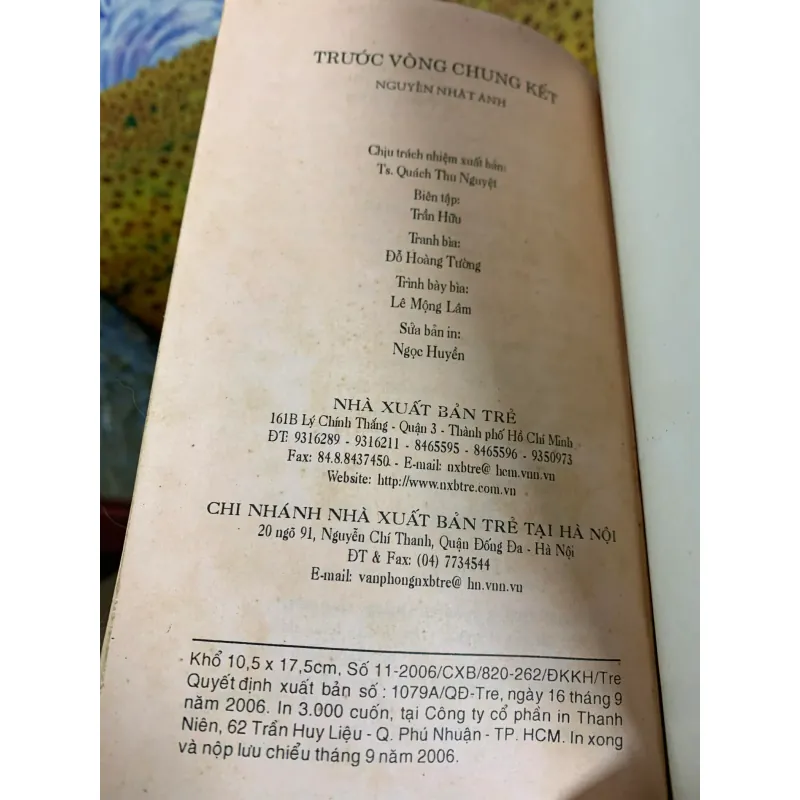 TRƯỚC VÒNG CHUNG KẾT
NGUYỄN NHẬT ÁNH
Chịu trách nhiệm xuất bản:
Ts. Quách Thu Nguyệt
Biên tập:
Trần Hữu
Tranh bìa:
Đỗ Hoàng Tường
Trình bày bìa:
Lê Mộng Lâm
Sửa bản in:
Ngọc Huyền
NHÀ XUẤT BẢN TRẺ
161B Lý Chính Thắng - Quận 3 - Thành phố Hồ Chí Minh
ĐT: 9316289 - 9316211 - 8465595 - 8465596 - 9350973
Fax: 84.8.8437450 - E-mail: nxbtre@ hcm.vnn.vn
Website: http://www.nxbtre.com.vn
CHI NHÁNH NHÀ XUẤT BẢN TRẺ TẠI HÀ NỘI
20 ngõ 91, Nguyễn Chí Thanh, Quận Đống Đa - Hà Nội
ĐT & Fax: (04) 7734544
E-mail: vanphongnxbtre@ hn.vnn.vn
Khổ 10,5 x 17,5cm, Số 11-2006/CXB/820-262/ĐKKH/Tre
Quyết định xuất bản số : 1079A/QĐ-Tre, ngày 16 tháng 9
năm 2006. In 3.000 cuốn, tại Công ty cổ phần in Thanh
Niên, 62 Trần Huy Liệu - Q. Phú Nhuận - TP. HCM. In xong
và nộp lưu chiểu tháng 9 năm 2006.